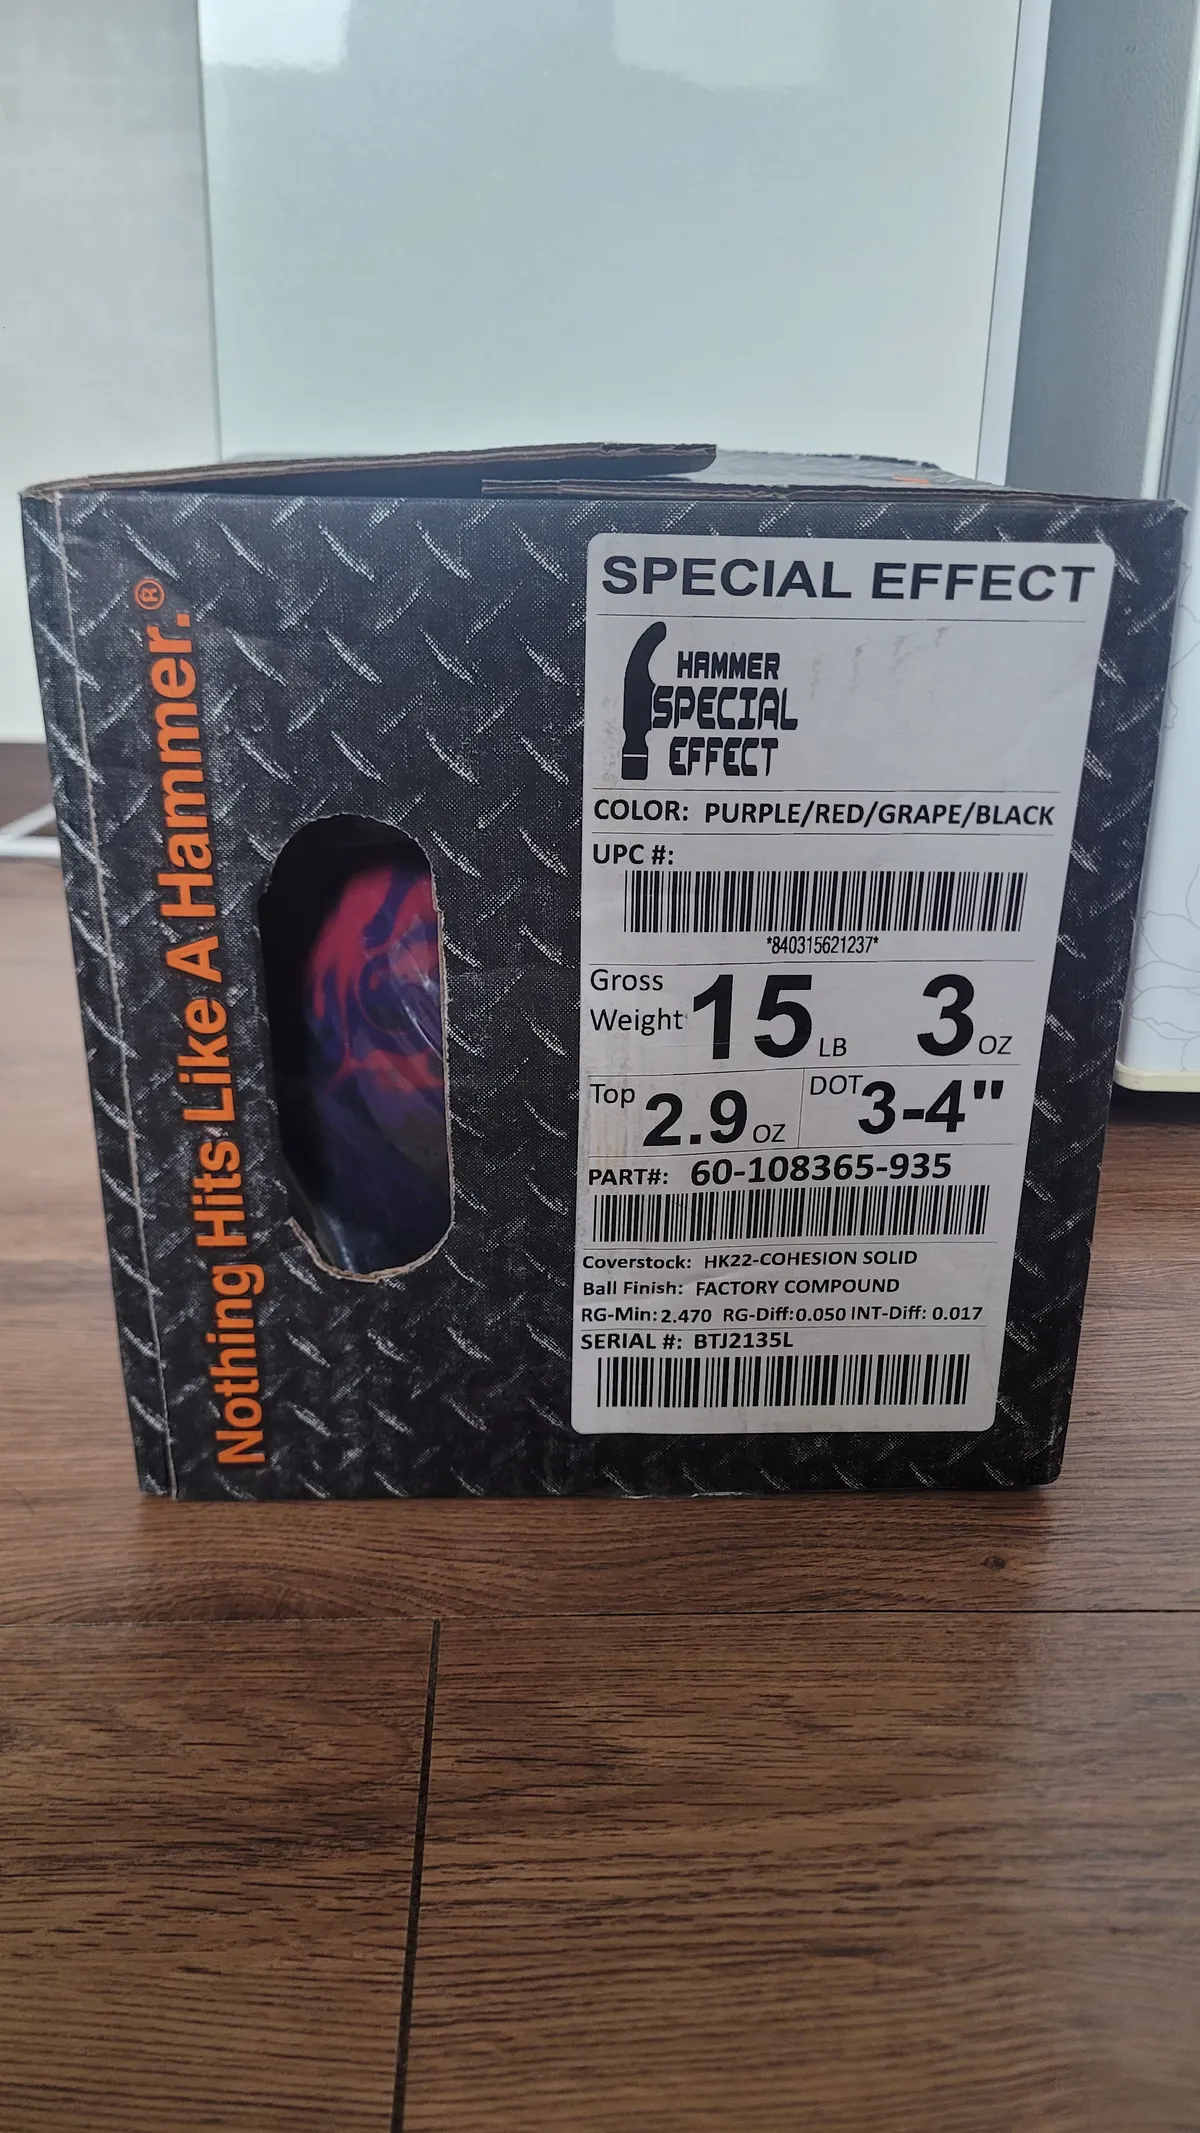 Nothing Hits Like A Hammer.®
SPECIAL EFFECT
HAMMER
SPECIAL
EFFECT
COLOR: PURPLE/RED/GRAPE/BLACK
UPC #:
*840315621237*
Gross Weight 15 LB 3 OZ
Top 2.9 OZ DOT 3-4"
PART#: 60-108365-935
Coverstock: HK22-COHESION SOLID
Ball Finish: FACTORY COMPOUND
RG-Min: 2.470 RG-Diff: 0.050 INT-Diff: 0.017
SERIAL #: BTJ2135L